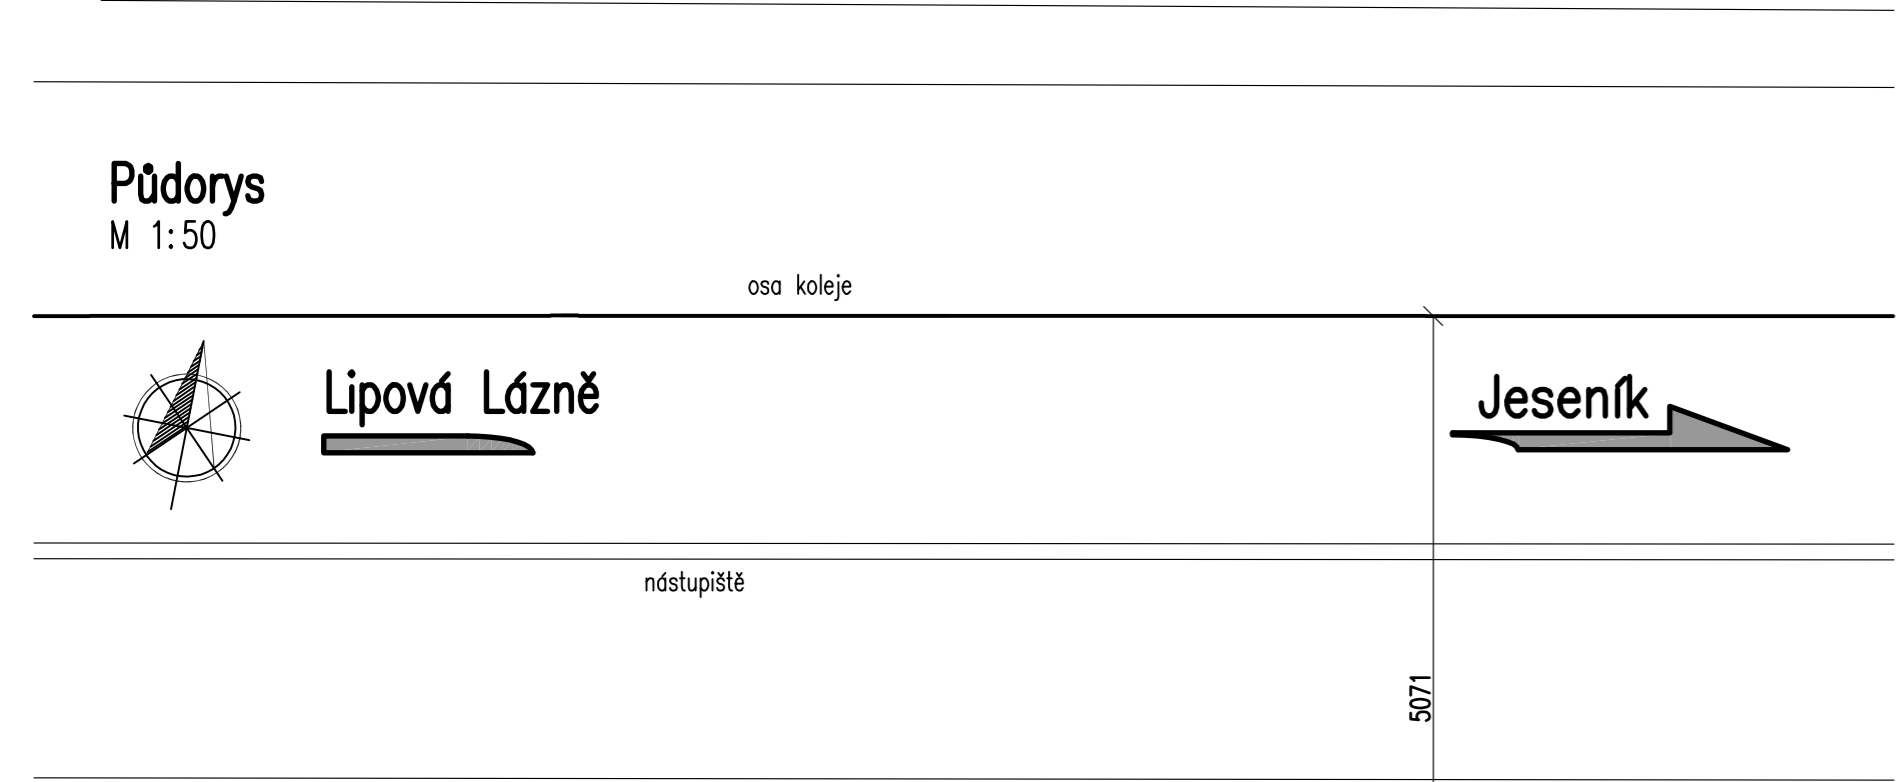 Půdorys
M 1:50
osa koleje
Lipová Lázně
Jeseník
nástupiště
5071